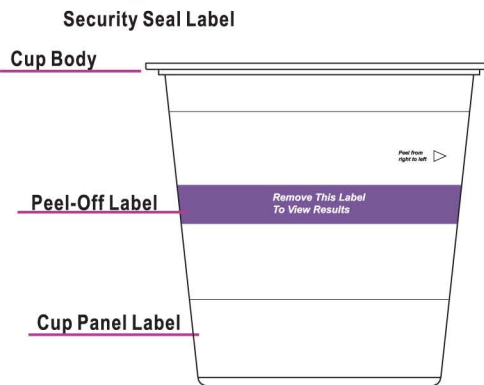 Security Seal Label
Cup Body
Peel from
right to left
Peel-Off Label
Remove This Label
To View Results
Cup Panel Label